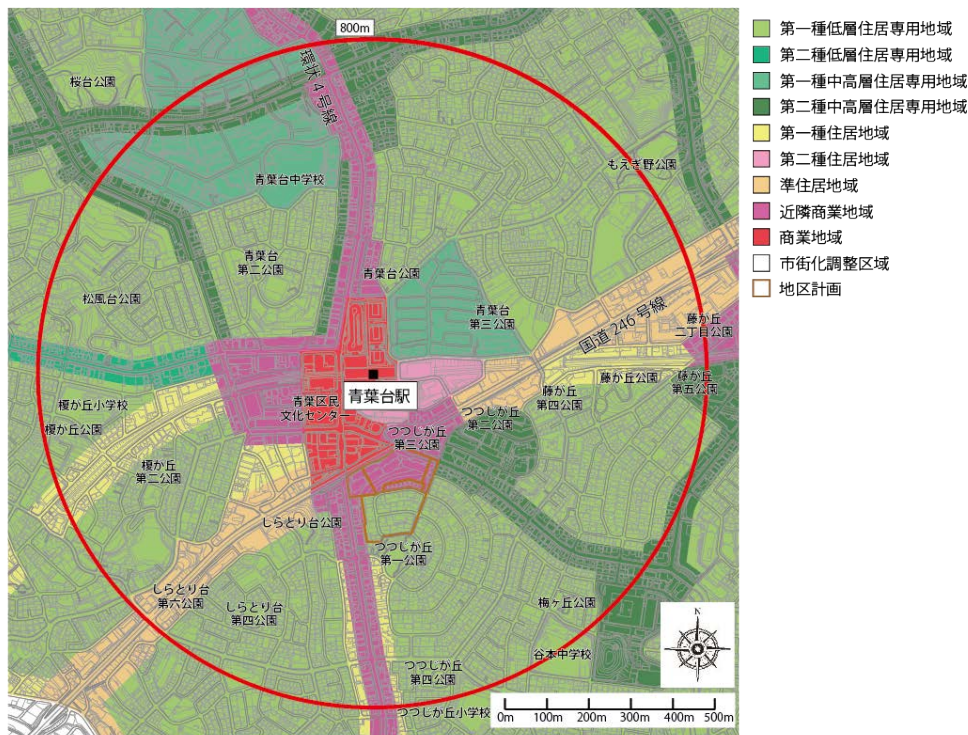 800m
環状4号線
桜台公園
もえぎ野公園
青葉台中学校
青葉台
第二公園
青葉台公園
松風台公園
青葉台
第三公園
国道246号線
藤が丘
二丁目公園
青葉台駅
榎が丘小学校
青葉区民
文化センター
藤が丘
第四公園
藤が丘公園
藤が丘
第五公園
榎が丘公園
つつじが丘
第二公園
つつじが丘
第三公園
榎が丘
第二公園
しらとり台公園
つつじが丘
第一公園
しらとり台
第六公園
しらとり台
第四公園
梅ヶ丘公園
谷本中学校
つつじが丘
第四公園
つつじが丘小学校
N
0m 100m 200m 300m 400m 500m
第一種低層住居専用地域
第二種低層住居専用地域
第一種中高層住居専用地域
第二種中高層住居専用地域
第一種住居地域
第二種住居地域
準住居地域
近隣商業地域
商業地域
市街化調整区域
地区計画